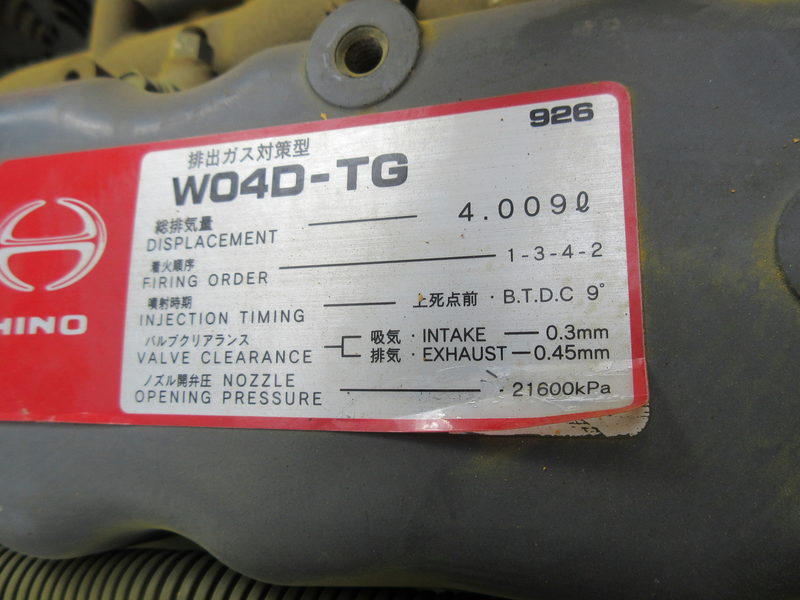 926
排出ガス対策型
W04D-TG
総排気量
DISPLACEMENT 4.009ℓ
着火順序
FIRING ORDER 1-3-4-2
噴射時期
INJECTION TIMING 上死点前・B.T.D.C 9°
バルブクリアランス
VALVE CLEARANCE
吸気・INTAKE 0.3mm
排気・EXHAUST 0.45mm
ノズル開弁圧 NOZZLE
OPENING PRESSURE 21600kPa
HINO